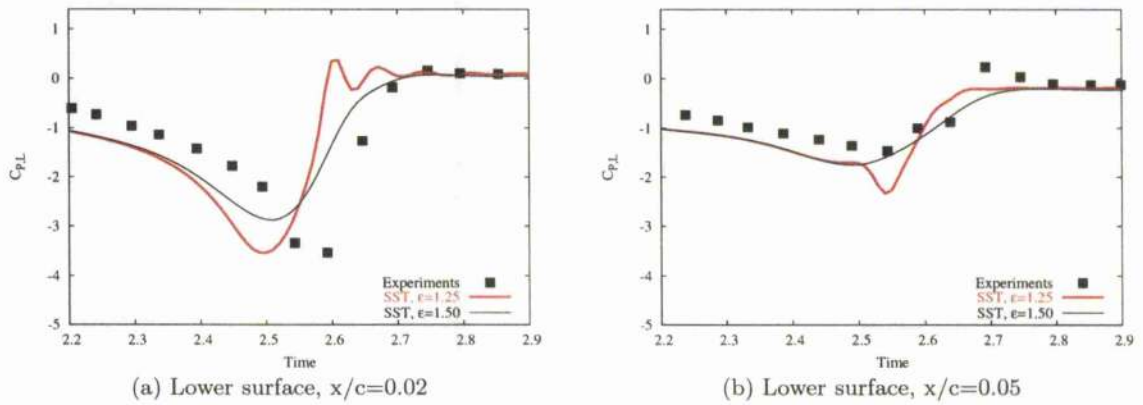 1
0
-1
-2
-3
-4
-5
C_{P,L}
Experiments
SST, ε=1.25
SST, ε=1.50
2.2 2.3 2.4 2.5 2.6 2.7 2.8 2.9
Time
(a) Lower surface, x/c=0.02
1
0
-1
-2
-3
-4
-5
C_{P,L}
Experiments
SST, ε=1.25
SST, ε=1.50
2.2 2.3 2.4 2.5 2.6 2.7 2.8 2.9
Time
(b) Lower surface, x/c=0.05